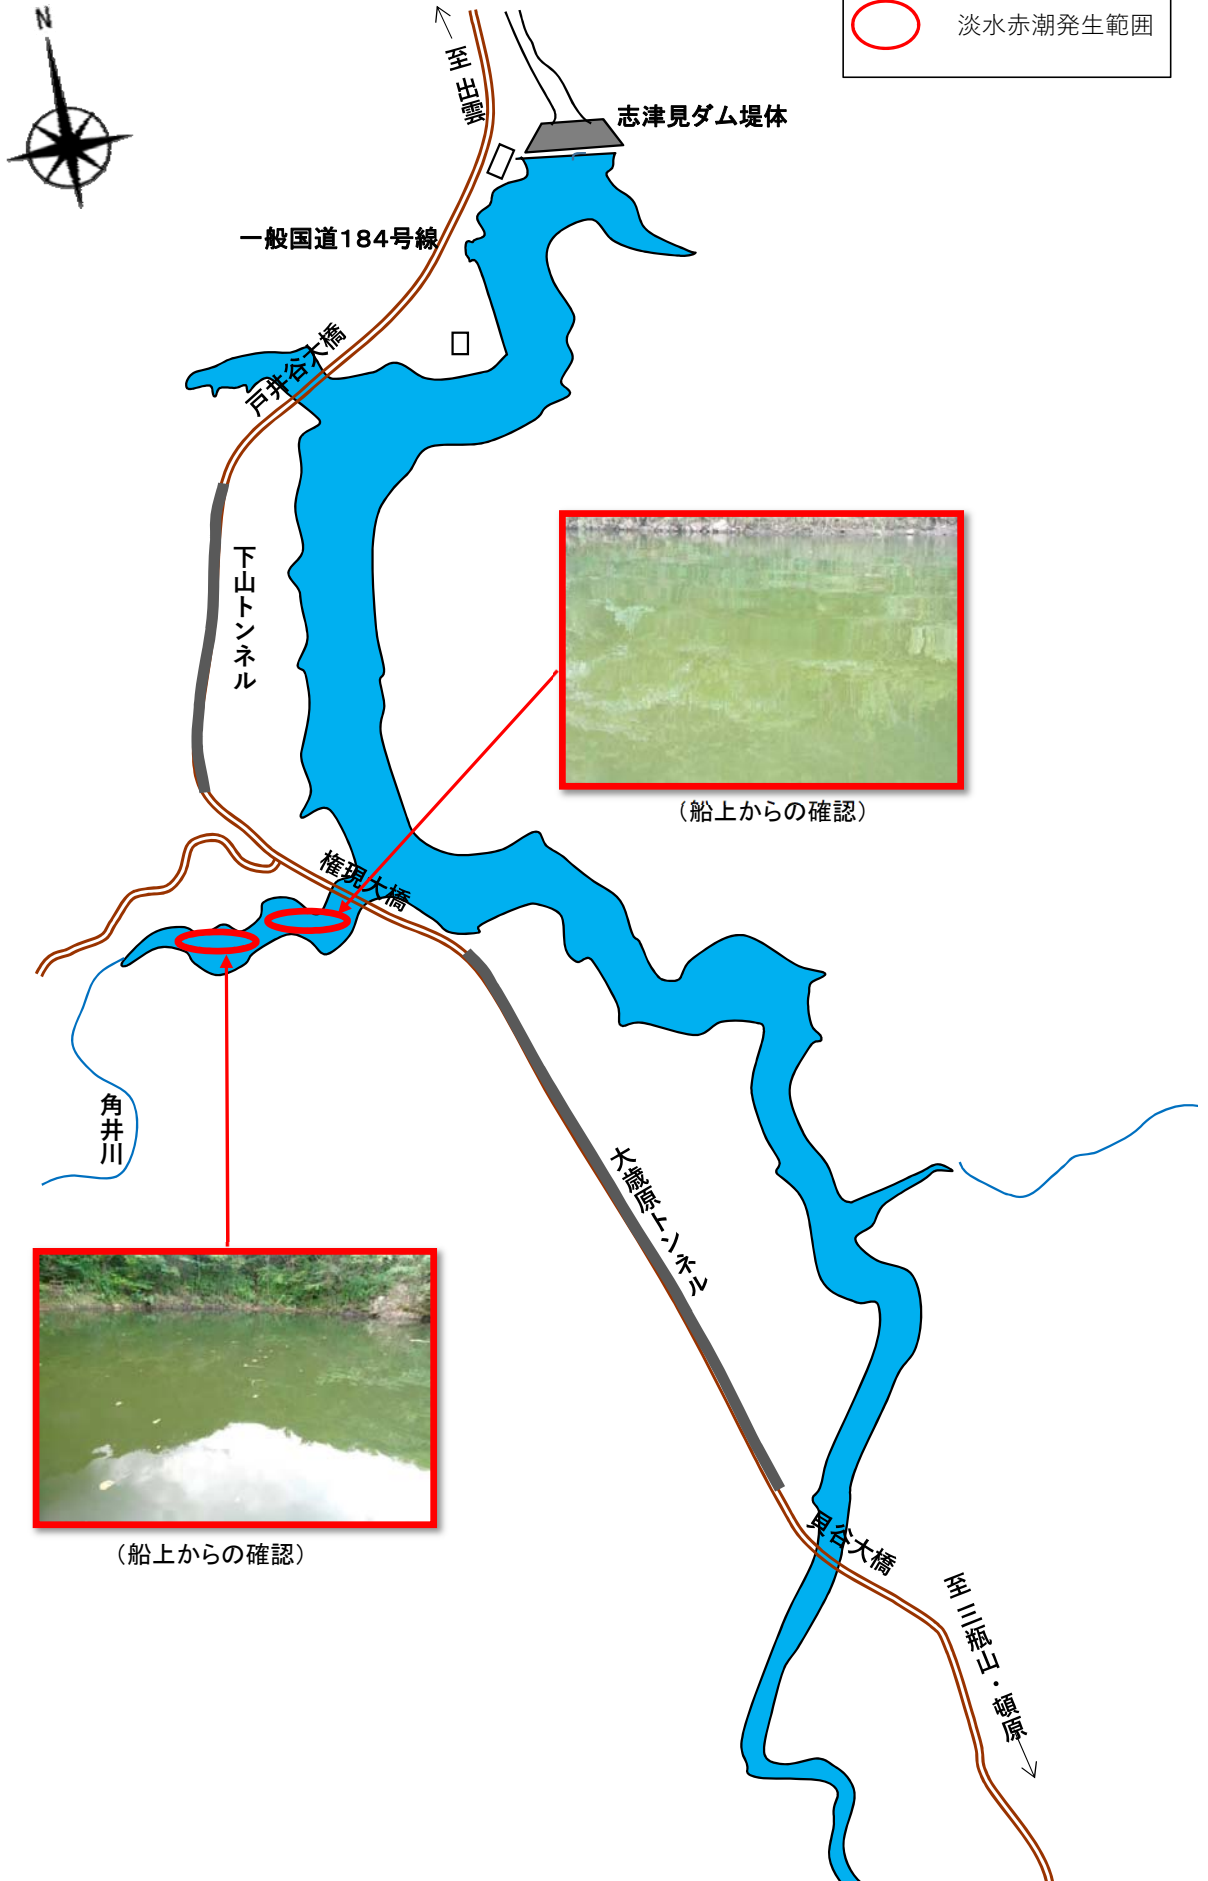 N
淡水赤潮発生範囲
至 出雲
志津見ダム堤体
一般国道184号線
戸井谷大橋
下山トンネル
（船上からの確認）
権現大橋
角井川
大歳原トンネル
（船上からの確認）
貝谷大橋
至 三瓶山・頓原